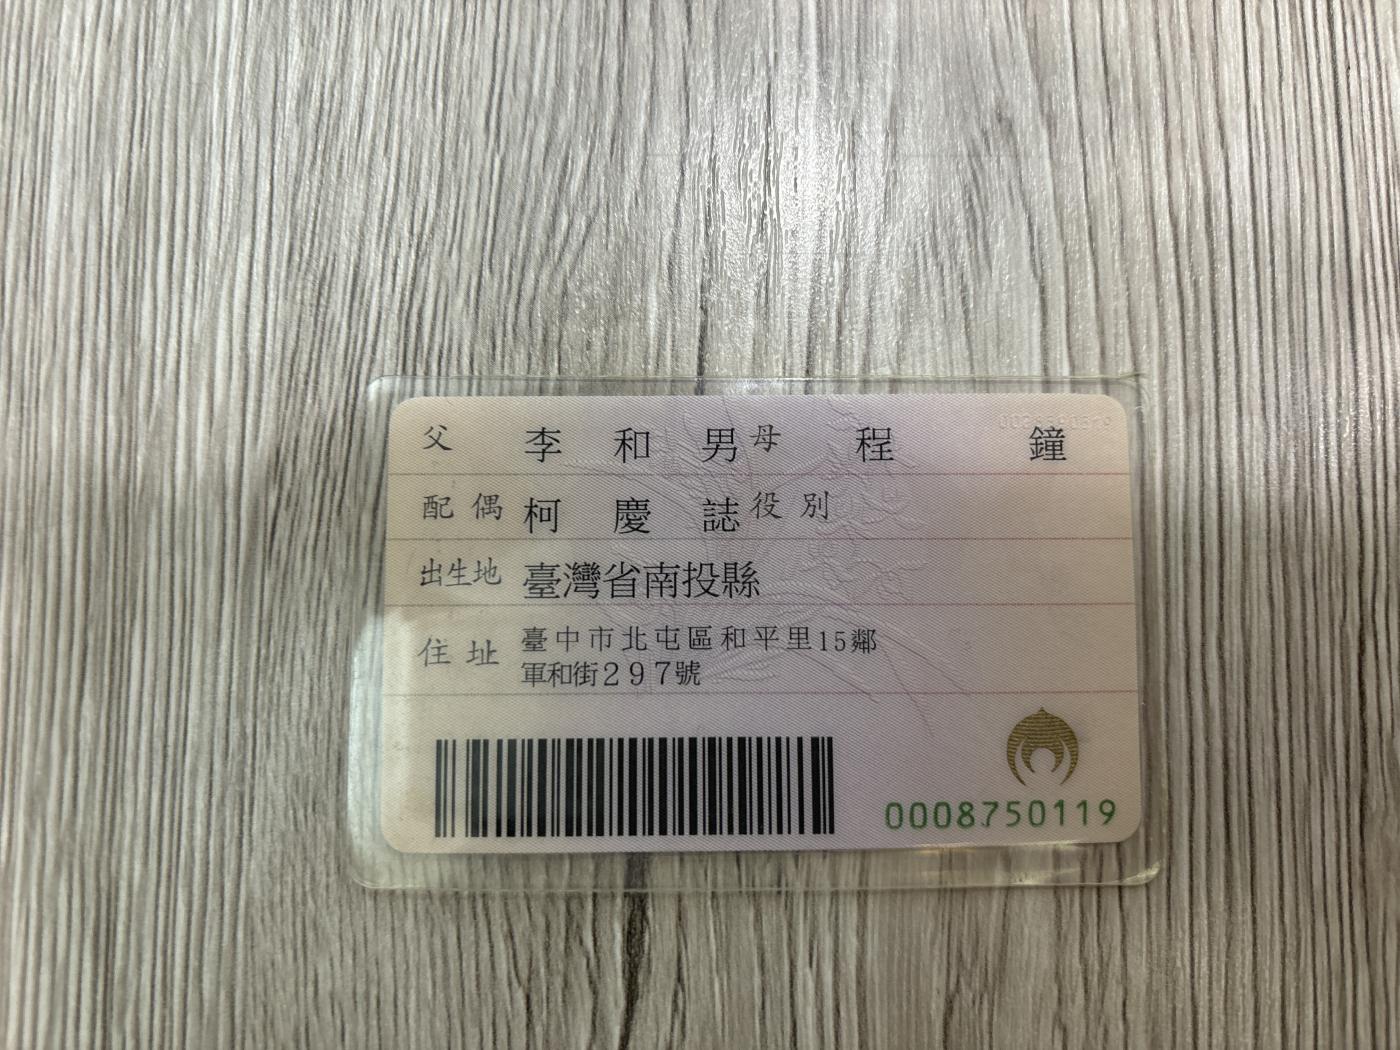 父 李和男 母 程鐘
配偶 柯慶誌 役別
出生地 臺灣省南投縣
住址 臺中市北屯區和平里15鄰
軍和街297號
0008750119